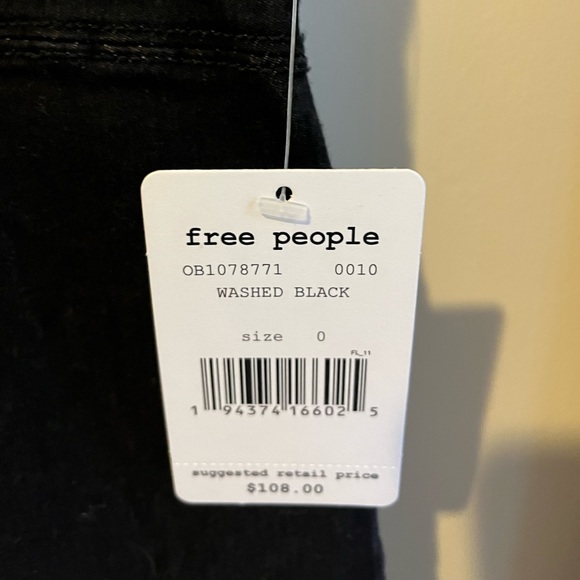 free people
OB1078771 0010
WASHED BLACK
size 0
FL_11
1 94374 16602 5
suggested retail price
$108.00